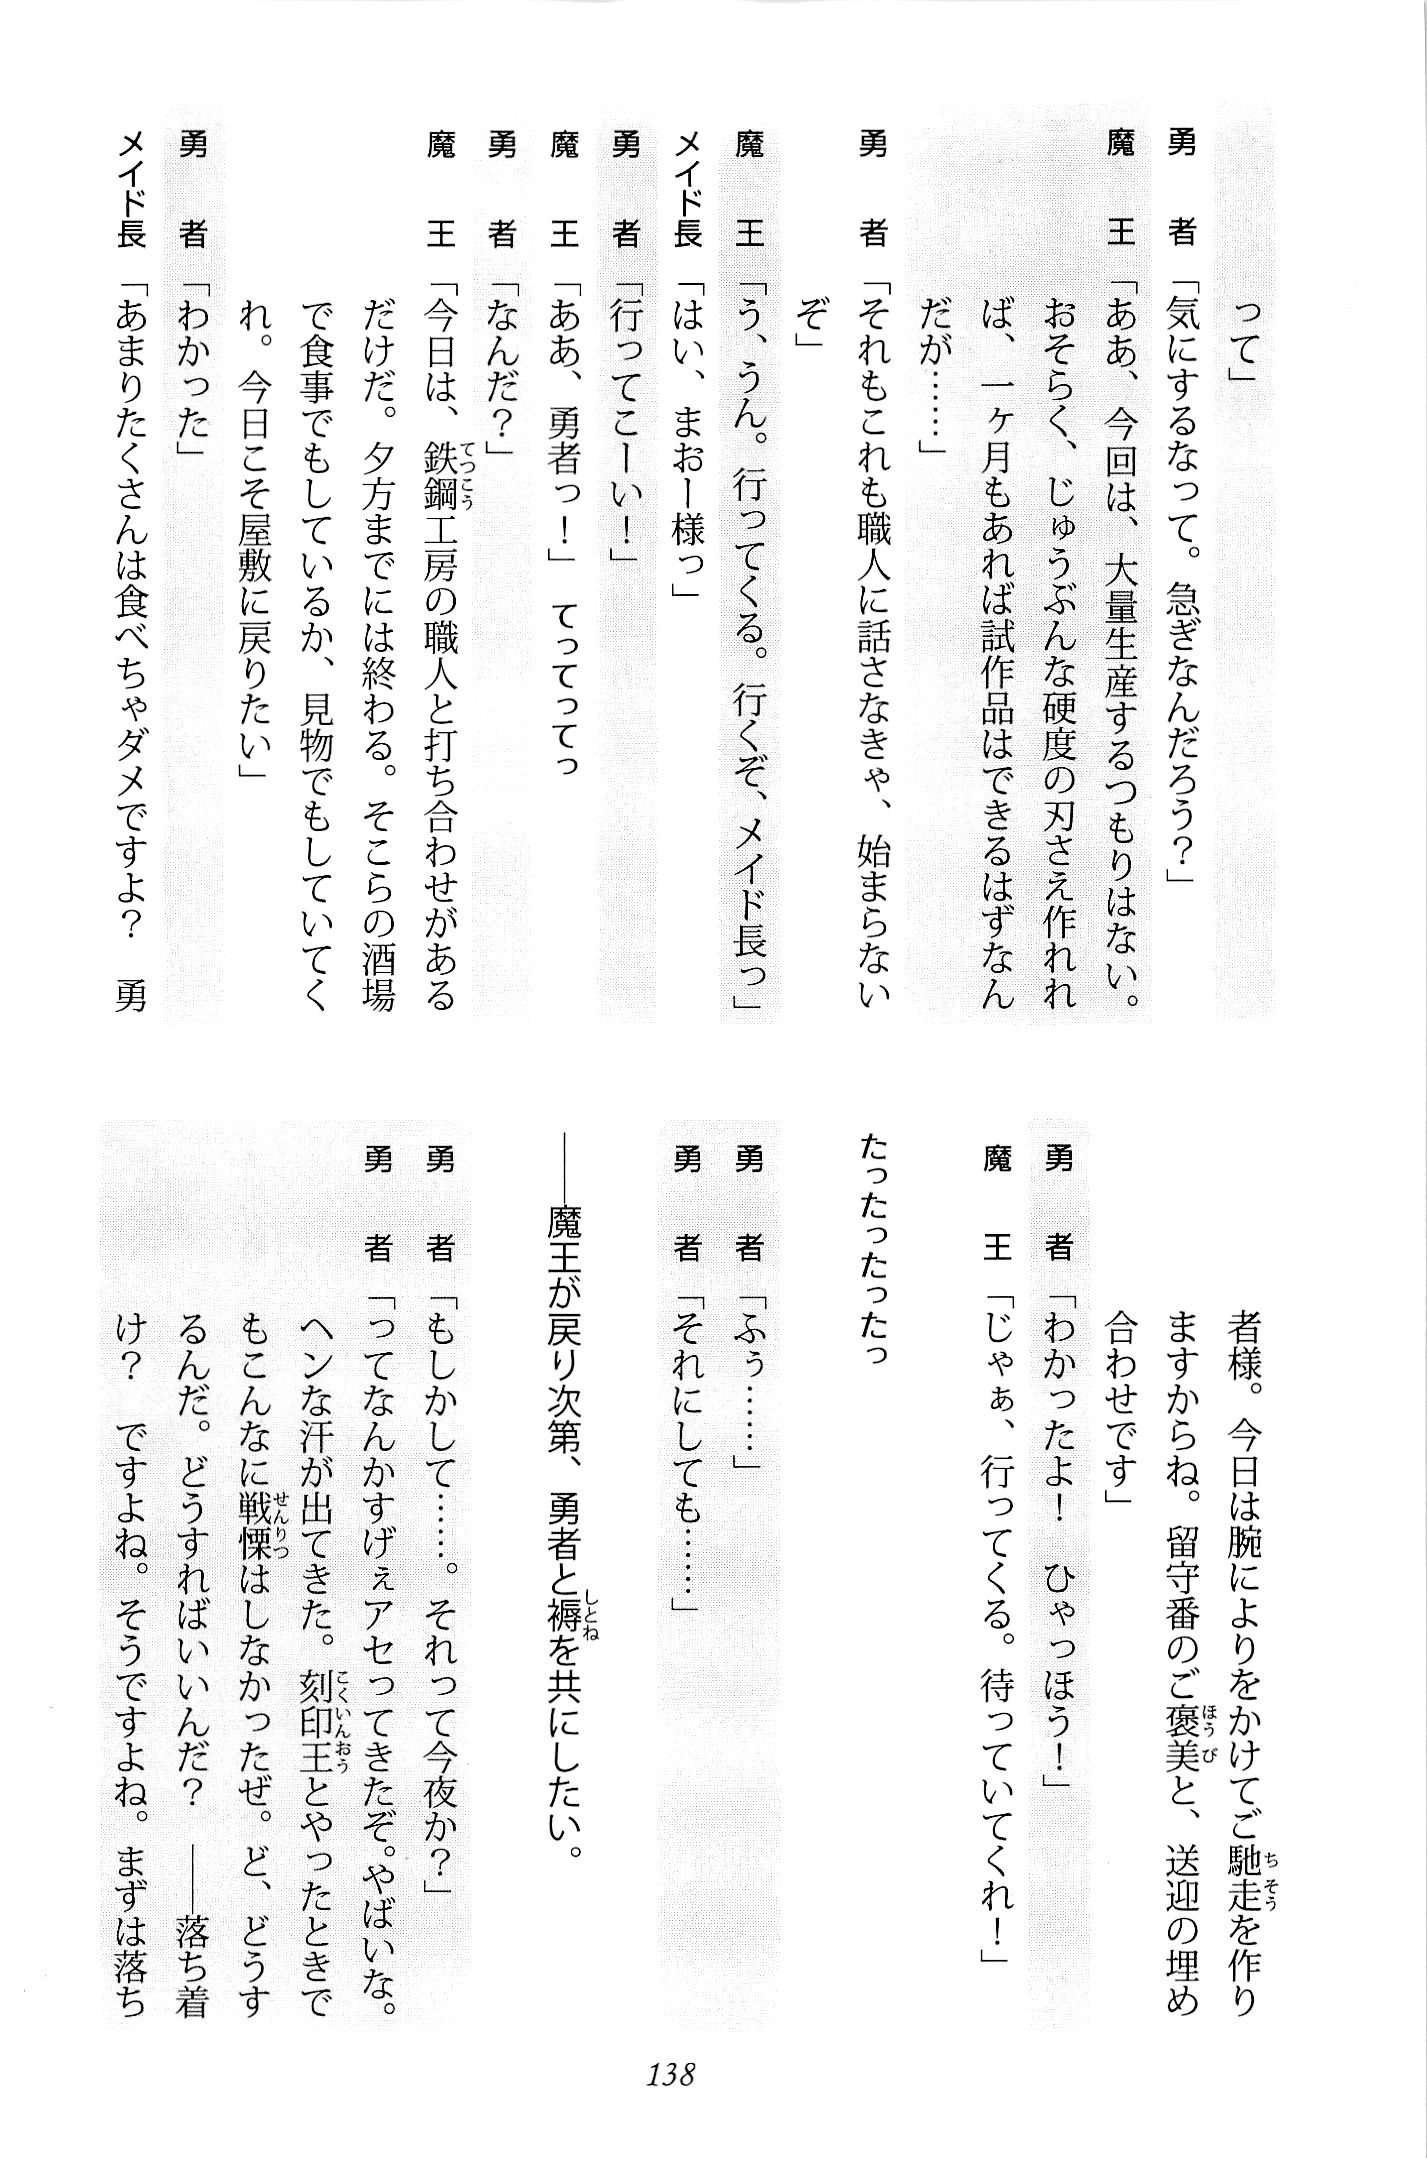 って」
勇者「気にするなって。急ぎなんだろう？」
魔王「ああ、今回は、大量生産するつもりはない。
おそらく、じゅうぶんな硬度の刃さえ作れれ
ば、一ヶ月もあれば試作品はできるはずなん
だが……」
勇者「それもこれも職人に話さなきゃ、始まらない
ぞ」
魔王「う、うん。行ってくる。行くぞ、メイド長っ」
メイド長「はい、まおー様っ」
勇者「行ってこーい！」
魔王「ああ、勇者っ！」　てってってっ
勇者「なんだ？」
魔王「今日は、鉄鋼工房の職人と打ち合わせがある
だけだ。夕方までには終わる。そこらの酒場
で食事でもしているか、見物でもしていてく
れ。今日こそ屋敷に戻りたい」
勇者「わかった」
メイド長「あまりたくさんは食べちゃダメですよ？　勇
者様。今日は腕によりをかけてご馳走を作り
ますからね。留守番のご褒美と、送迎の埋め
合わせです」
勇者「わかったよ！　ひゃっほう！」
魔王「じゃぁ、行ってくる。待っていてくれ！」
たったったったっ
勇者「ふぅ……」
勇者「それにしても……」
――魔王が戻り次第、勇者と褥を共にしたい。
勇者「もしかして……。それって今夜か？」
勇者「ってなんかすげぇアセってきたぞ。やばいな。
ヘンな汗が出てきた。刻印王とやったときで
もこんなに戦慄はしなかったぜ。ど、どうす
るんだ。どうすればいいんだ？　――落ち着
け？　ですよね。そうですよね。まずは落ち
138